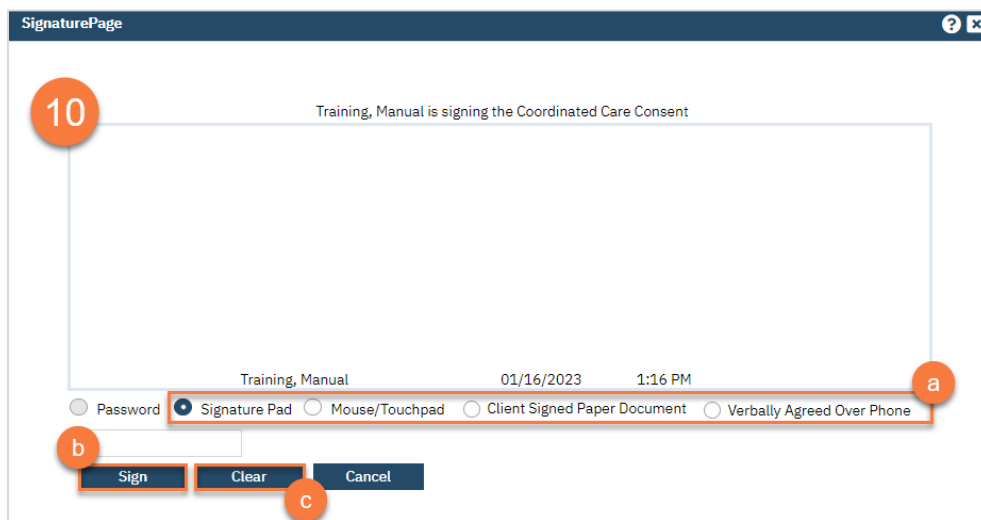 SignaturePage ?
10
Training, Manual is signing the Coordinated Care Consent
Training, Manual 01/16/2023 1:16 PM
a
Password Signature Pad Mouse/Touchpad Client Signed Paper Document Verbally Agreed Over Phone
b
Sign Clear Cancel
c